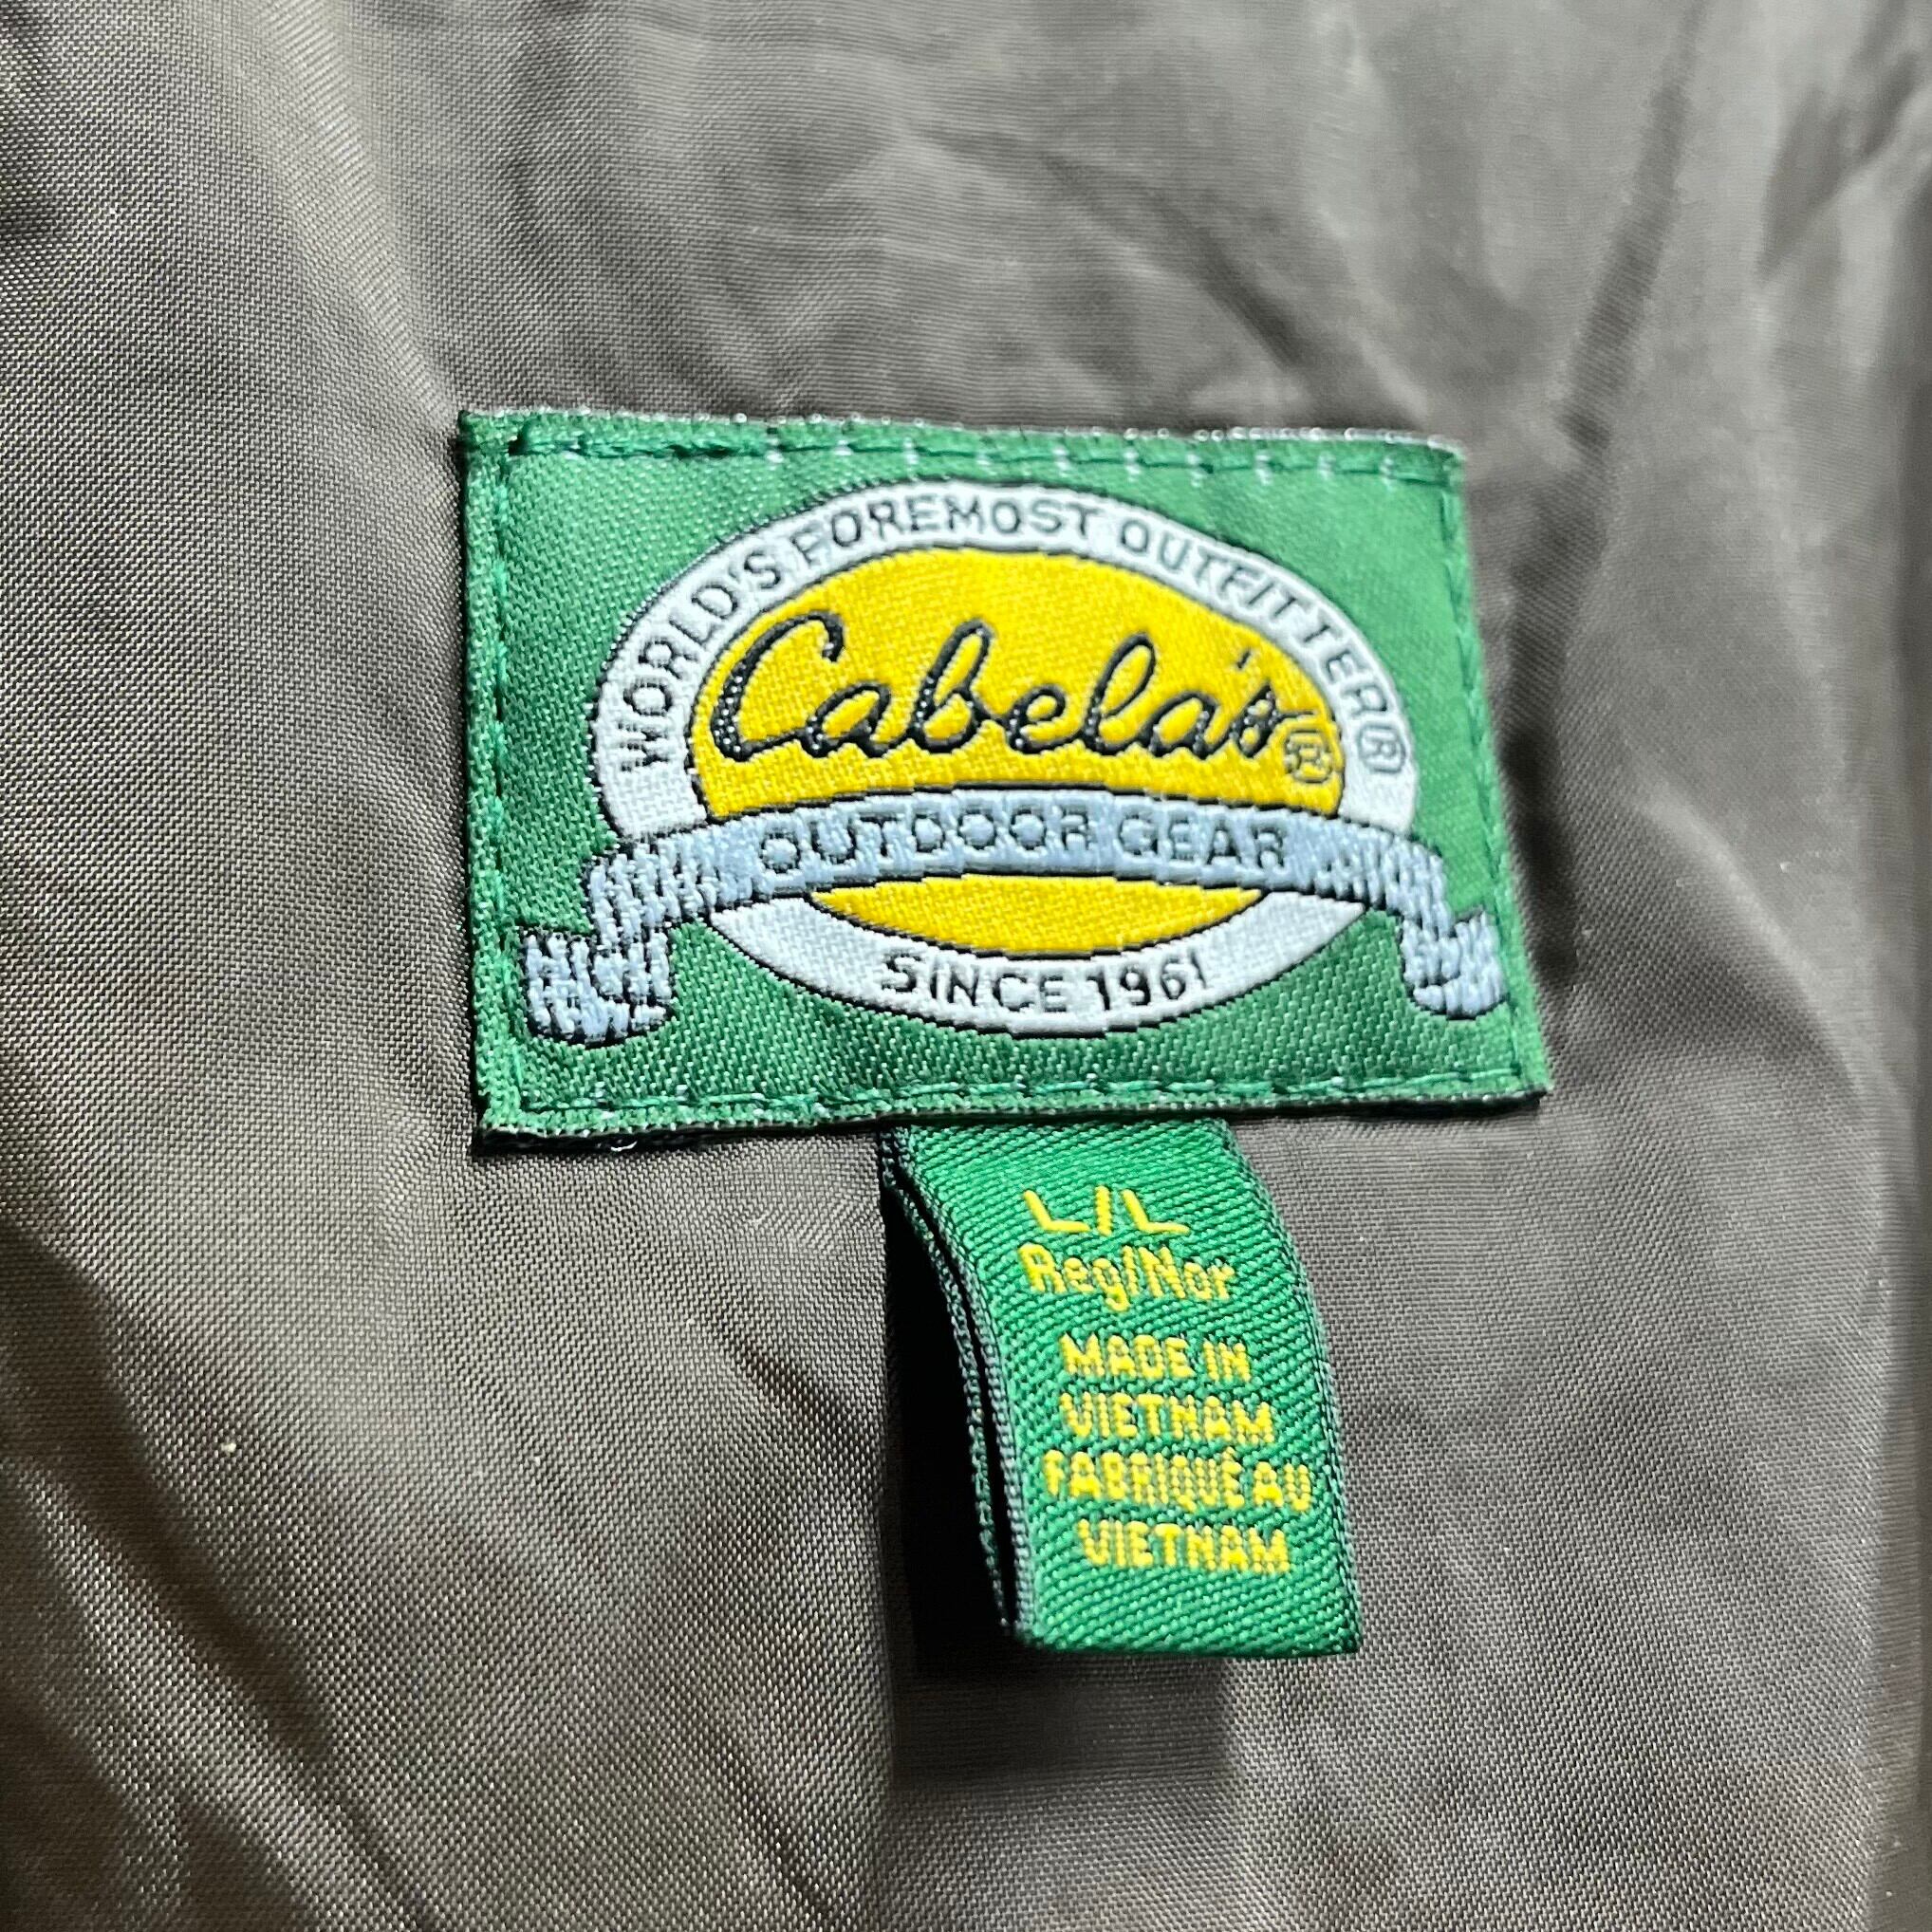 WORLD'S FOREMOST OUTFITTER®
Cabela's®
OUTDOOR GEAR
SINCE 1961
L/L
Reg/Nor
MADE IN
VIETNAM
FABRIQUÉ AU
VIETNAM